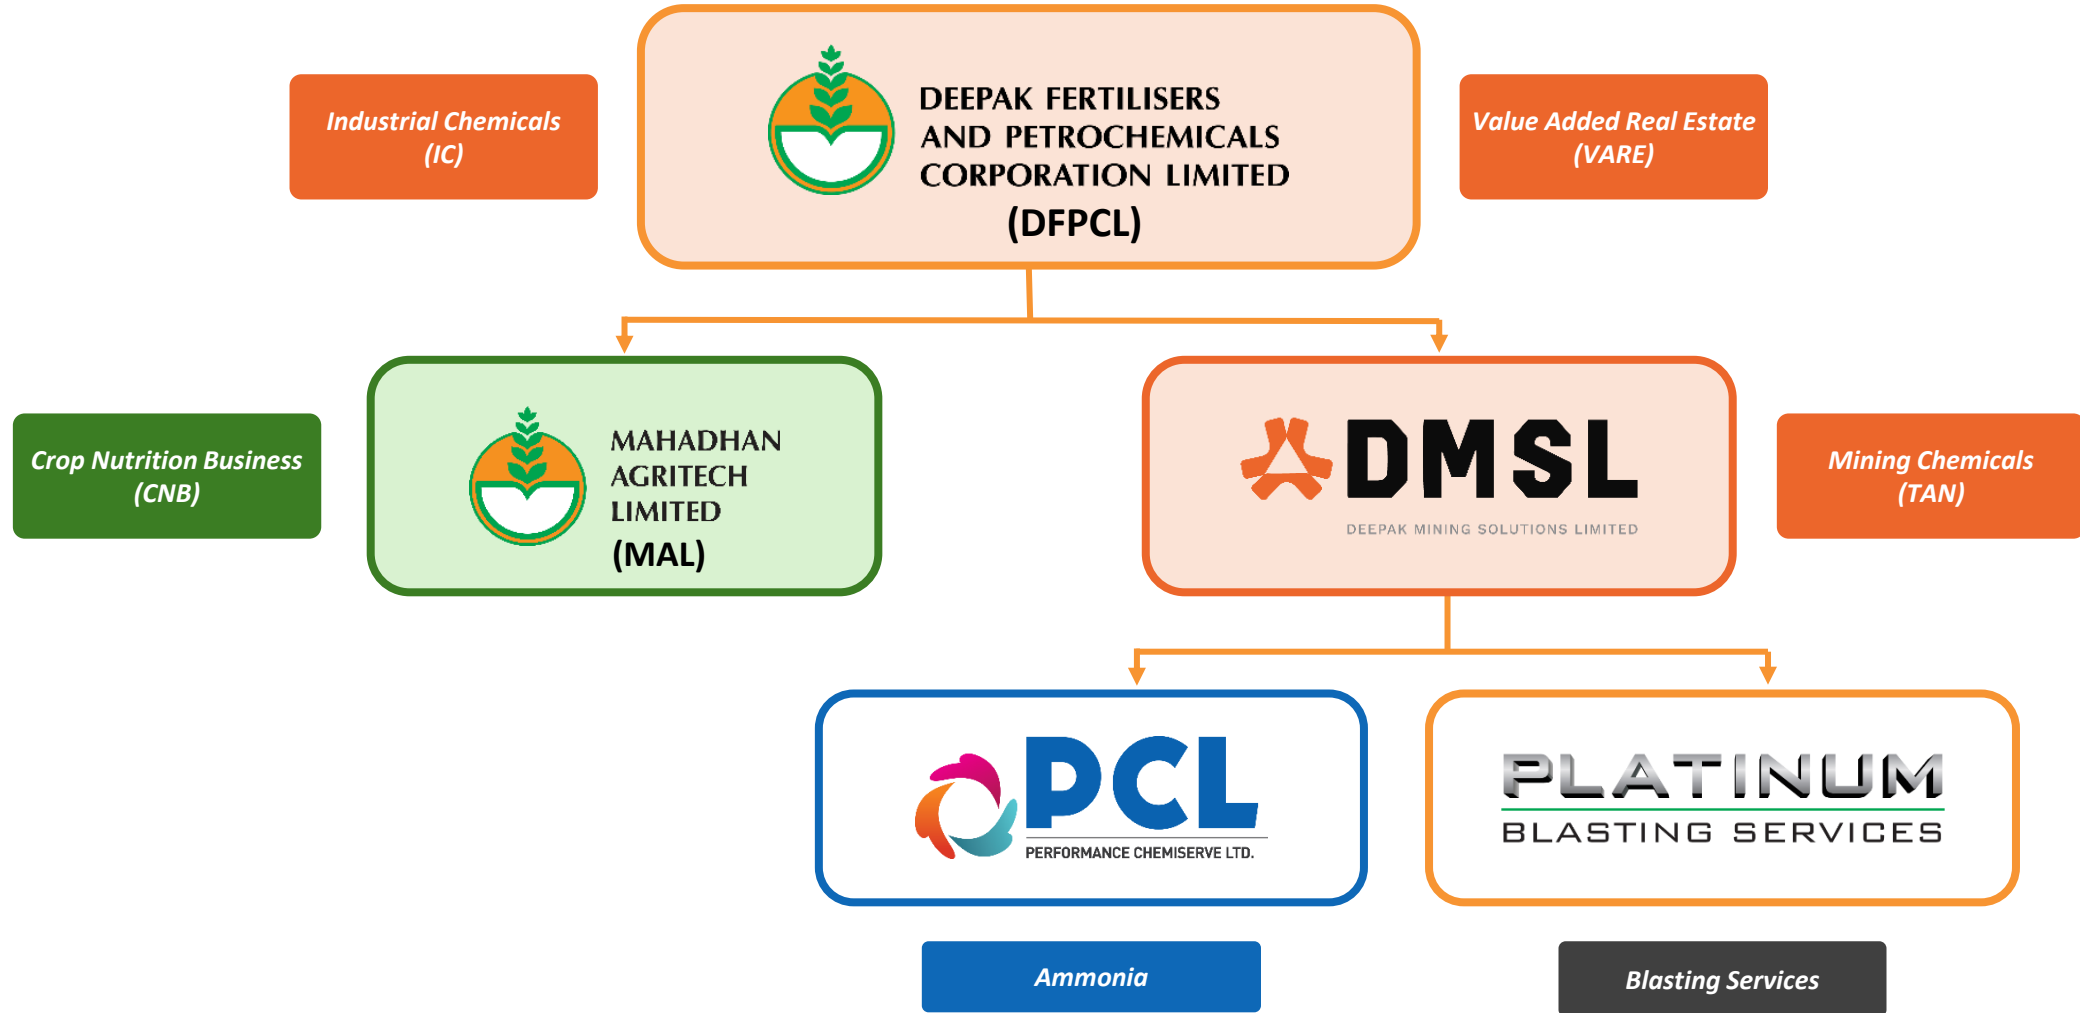 Industrial Chemicals
(IC)
DEEPAK FERTILISERS
AND PETROCHEMICALS
CORPORATION LIMITED
(DFPCL)
Value Added Real Estate
(VARE)
Crop Nutrition Business
(CNB)
MAHADHAN
AGRITECH
LIMITED
(MAL)
DMSL
DEEPAK MINING SOLUTIONS LIMITED
Mining Chemicals
(TAN)
PCL
PERFORMANCE CHEMISERVE LTD.
PLATINUM
BLASTING SERVICES
Ammonia
Blasting Services